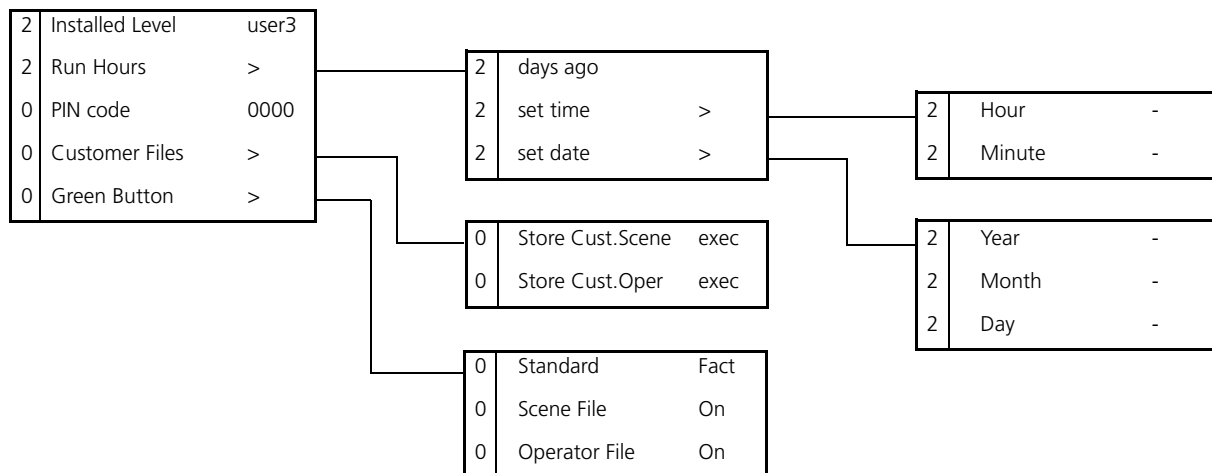 2 Installed Level user3
2 Run Hours >
0 PIN code 0000
0 Customer Files >
0 Green Button >
2 days ago
2 set time >
2 set date >
2 Hour -
2 Minute -
0 Store Cust.Scene exec
0 Store Cust.Oper exec
2 Year -
2 Month -
2 Day -
0 Standard Fact
0 Scene File On
0 Operator File On